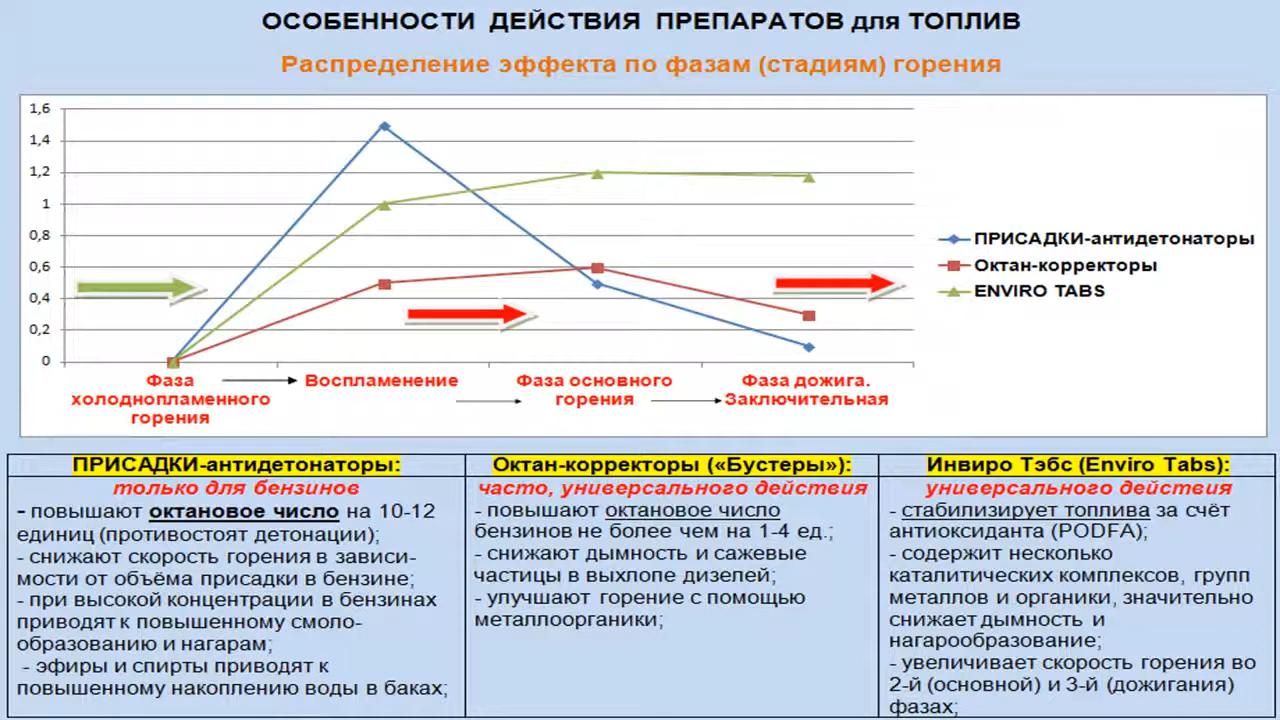 ОСОБЕННОСТИ ДЕЙСТВИЯ ПРЕПАРАТОВ для ТОПЛИВ
Распределение эффекта по фазам (стадиям) горения
1,6
1,4
1,2
1
0,8
0,6
0,4
0,2
0
ПРИСАДКИ-антидетонаторы
Октан-корректоры
ENVIRO TABS
Фаза
холоднопламенного
горения
Воспламенение
Фаза основного
горения
Фаза дожига.
Заключительная
ПРИСАДКИ-антидетонаторы:
только для бензинов
- повышают октановое число на 10-12
единиц (противостоят детонации);
- снижают скорость горения в зависи-
мости от объёма присадки в бензине;
- при высокой концентрации в бензинах
приводят к повышенному смоло-
образованию и нагарам;
- эфиры и спирты приводят к
повышенному накоплению воды в баках;
Октан-корректоры («Бустеры»):
часто, универсального действия
- повышают октановое число
бензинов не более чем на 1-4 ед.;
- снижают дымность и сажевые
частицы в выхлопе дизелей;
- улучшают горение с помощью
металлоорганики;
Инвиро Тэбс (Enviro Tabs):
универсального действия
- стабилизирует топлива за счёт
антиоксиданта (PODFA);
- содержит несколько
каталитических комплексов, групп
металлов и органики, значительно
снижает дымность и
нагарообразование;
- увеличивает скорость горения во
2-й (основной) и 3-й (дожигания)
фазах;